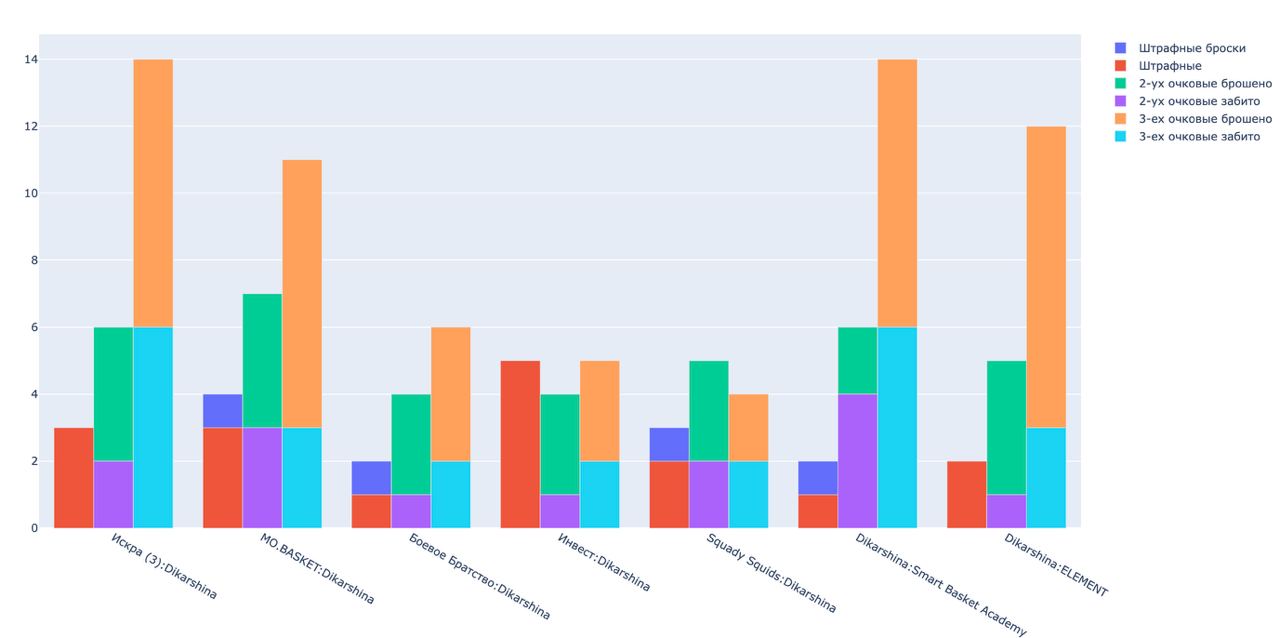 14
12
10
8
6
4
2
0
Искра (3):Dikarshina
MO.BASKET:Dikarshina
Боевое Братство:Dikarshina
Инвест:Dikarshina
Squady Squids:Dikarshina
Dikarshina:Smart Basket Academy
Dikarshina:ELEMENT
Штрафные броски
Штрафные
2-ух очковые брошено
2-ух очковые забито
3-ех очковые брошено
3-ех очковые забито